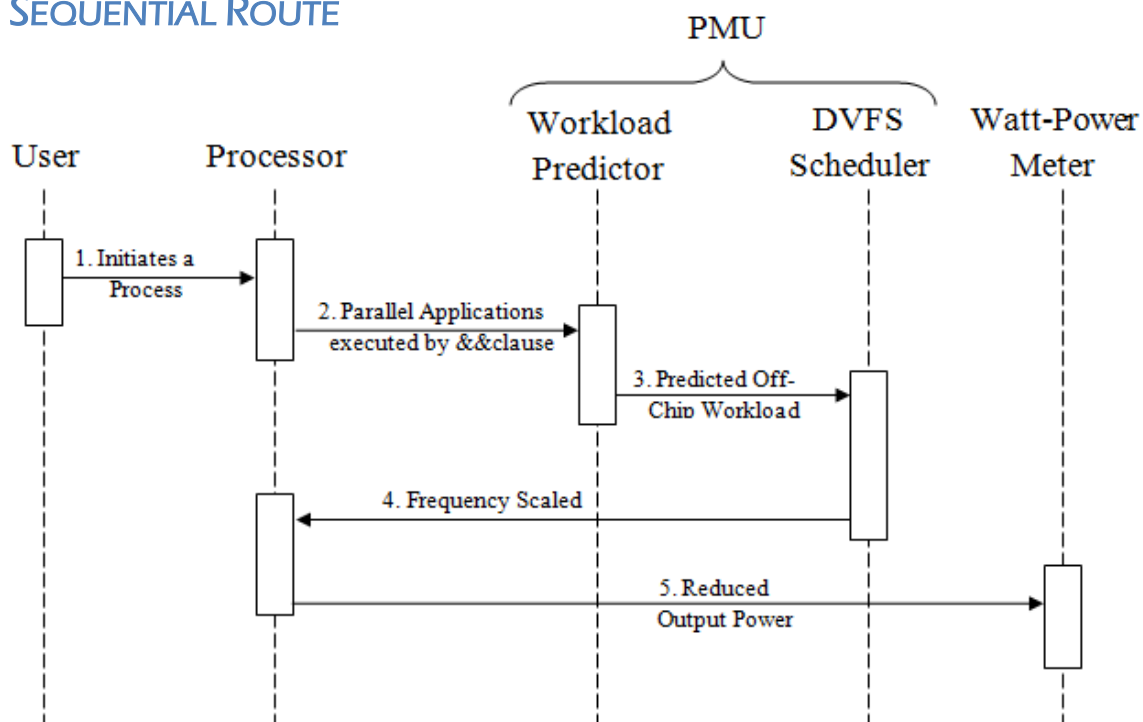 SEQUENTIAL ROUTE
PMU
User
Processor
Workload
Predictor
DVFS
Scheduler
Watt-Power
Meter
1. Initiates a
Process
2. Parallel Applications
executed by &&clause
3. Predicted Off-
Chip Workload
4. Frequency Scaled
5. Reduced
Output Power